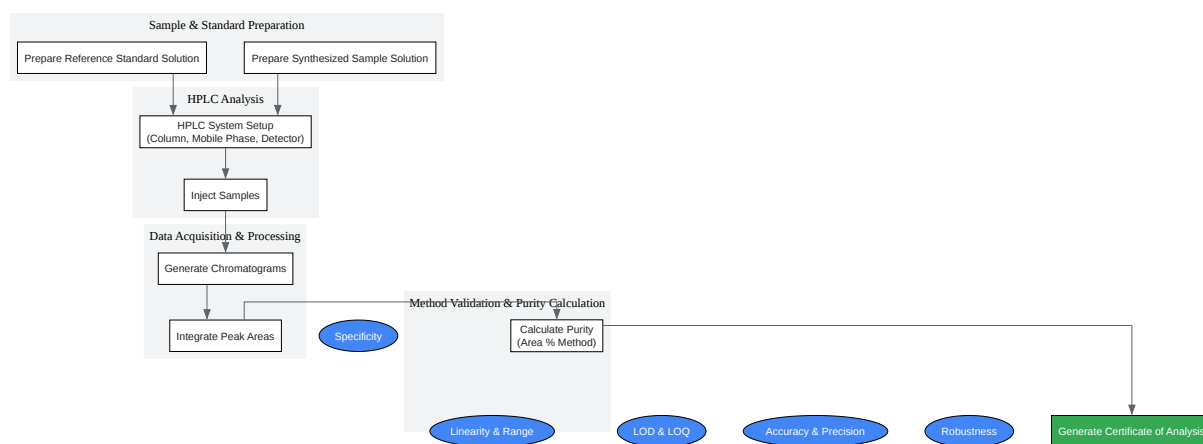 Sample & Standard Preparation
Prepare Reference Standard Solution
Prepare Synthesized Sample Solution
HPLC Analysis
HPLC System Setup
(Column, Mobile Phase, Detector)
Inject Samples
Data Acquisition & Processing
Generate Chromatograms
Integrate Peak Areas
Specificity
Method Validation & Purity Calculation
Calculate Purity
(Area % Method)
Linearity & Range
LOD & LOQ
Accuracy & Precision
Robustness
Generate Certificate of Analysis